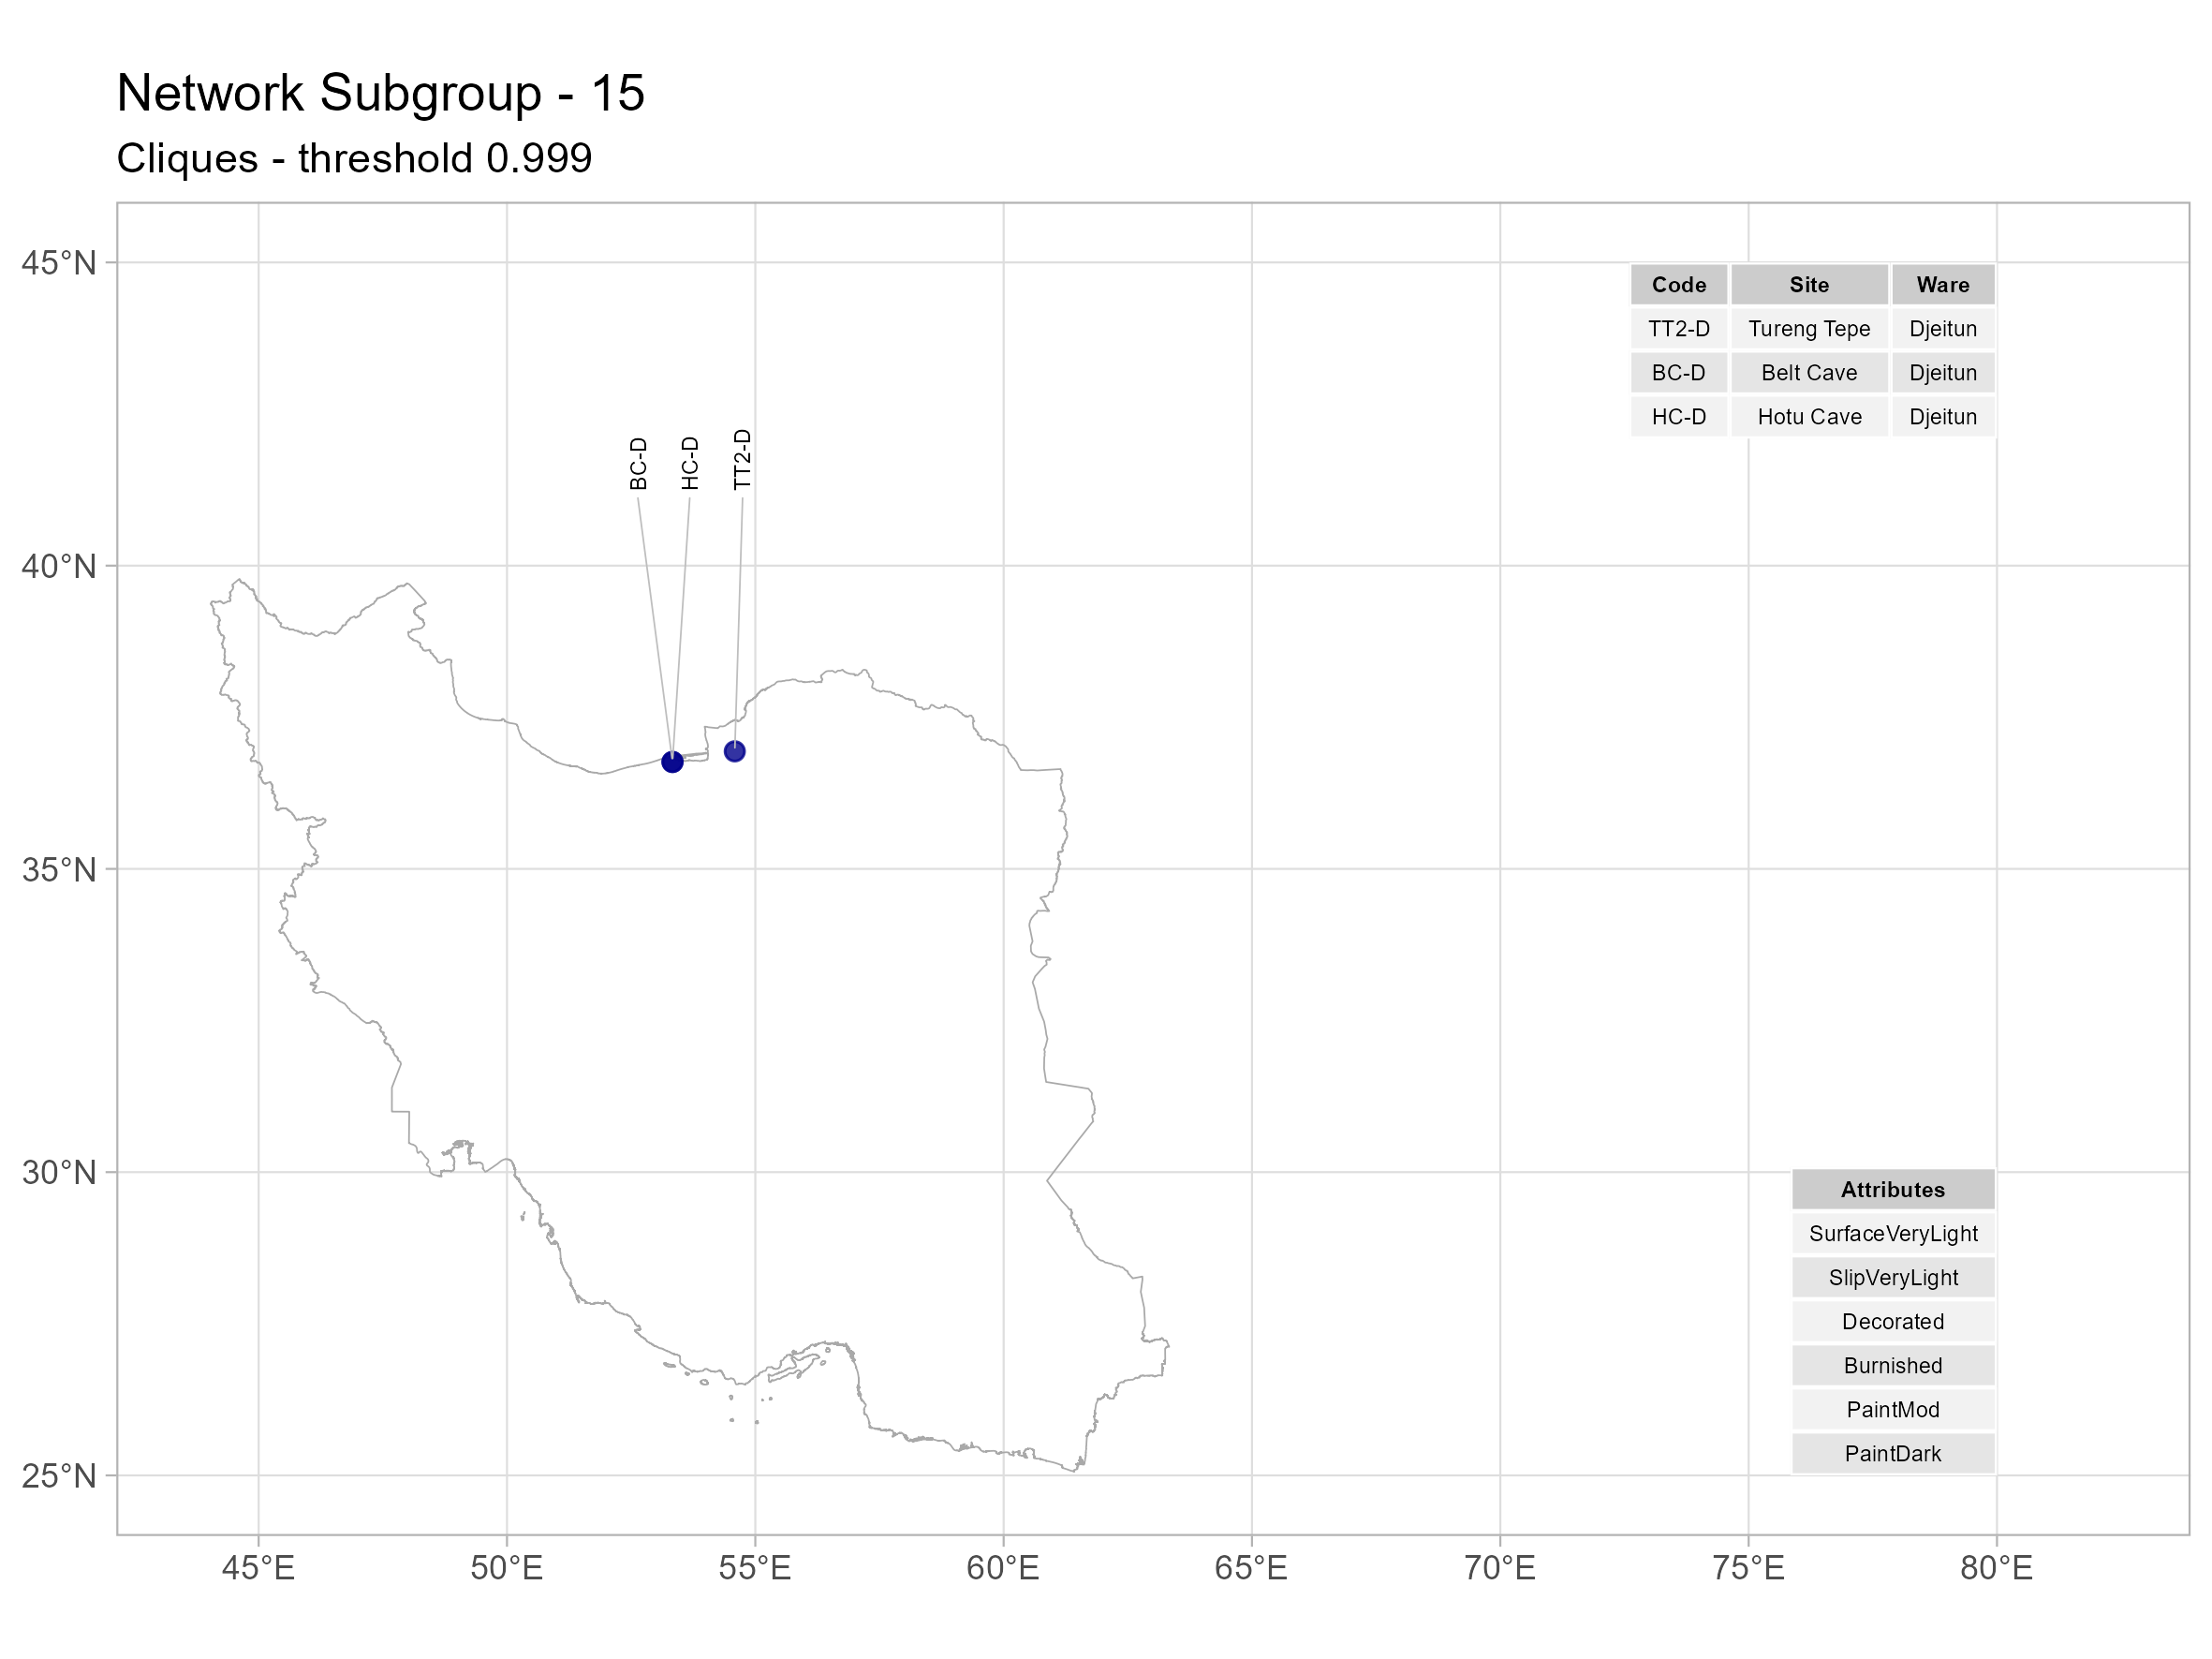 Network Subgroup - 15
Cliques - threshold 0.999
45°N
40°N
35°N
30°N
25°N
45°E
50°E
55°E
60°E
65°E
70°E
75°E
80°E
BC-D
HC-D
TT2-D
Code Site Ware
TT2-D Tureng Tepe Djeitun
BC-D Belt Cave Djeitun
HC-D Hotu Cave Djeitun
Attributes
SurfaceVeryLight
SlipVeryLight
Decorated
Burnished
PaintMod
PaintDark